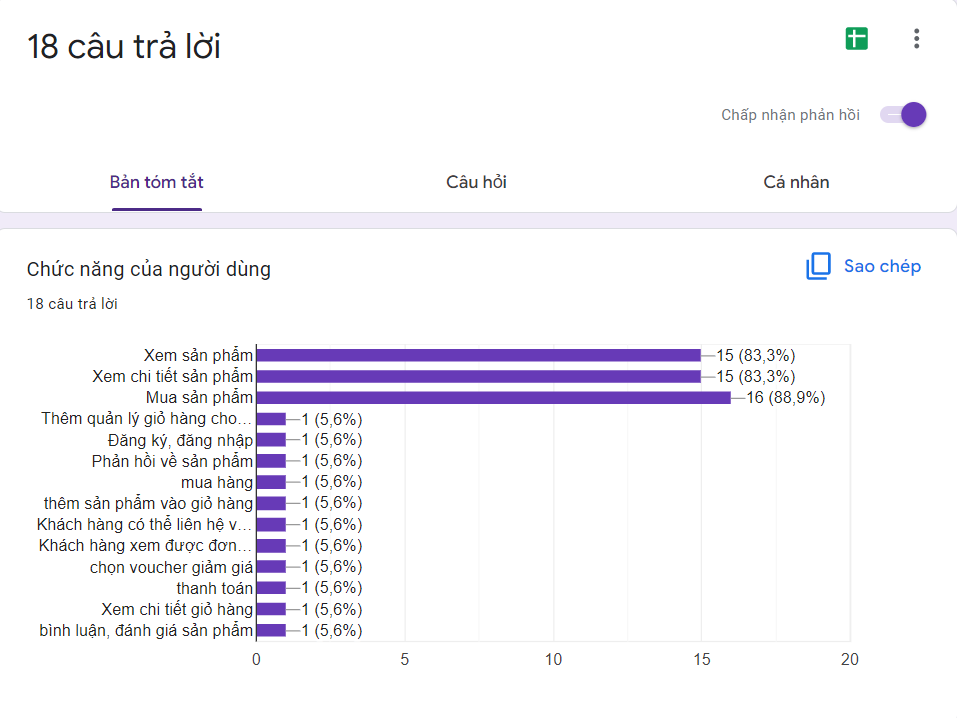 18 câu trả lời
Chấp nhận phản hồi
Bản tóm tắt Câu hỏi Cá nhân
Chức năng của người dùng
Sao chép
18 câu trả lời
Xem sản phẩm 15 (83,3%)
Xem chi tiết sản phẩm 15 (83,3%)
Mua sản phẩm 16 (88,9%)
Thêm quản lý giỏ hàng cho… 1 (5,6%)
Đăng ký, đăng nhập 1 (5,6%)
Phản hồi về sản phẩm 1 (5,6%)
mua hàng 1 (5,6%)
thêm sản phẩm vào giỏ hàng 1 (5,6%)
Khách hàng có thể liên hệ v… 1 (5,6%)
Khách hàng xem được đơn… 1 (5,6%)
chọn voucher giảm giá 1 (5,6%)
thanh toán 1 (5,6%)
Xem chi tiết giỏ hàng 1 (5,6%)
bình luận, đánh giá sản phẩm 1 (5,6%)
0 5 10 15 20